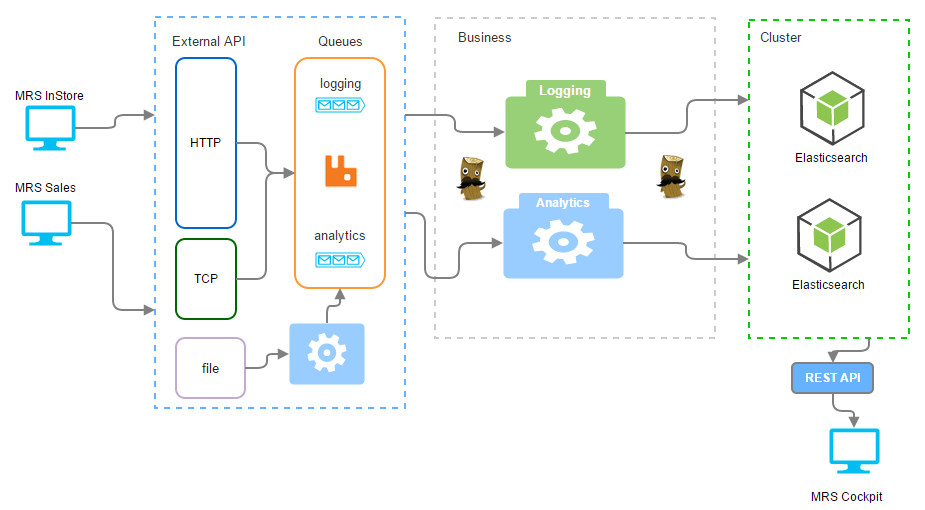 External API
Queues
Business
Cluster
MRS InStore
logging
Logging
HTTP
Elasticsearch
MRS Sales
Analytics
analytics
TCP
Elasticsearch
file
REST API
MRS Cockpit